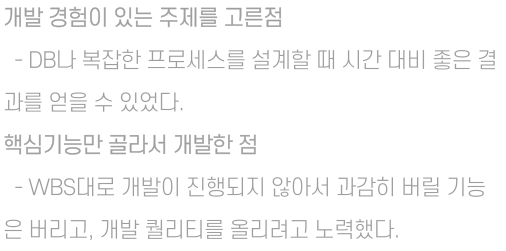 개발 경험이 있는 주제를 고른점
- DB나 복잡한 프로세스를 설계할 때 시간 대비 좋은 결
과를 얻을 수 있었다.
핵심기능만 골라서 개발한 점
- WBS대로 개발이 진행되지 않아서 과감히 버릴 기능
은 버리고, 개발 퀄리티를 올리려고 노력했다.